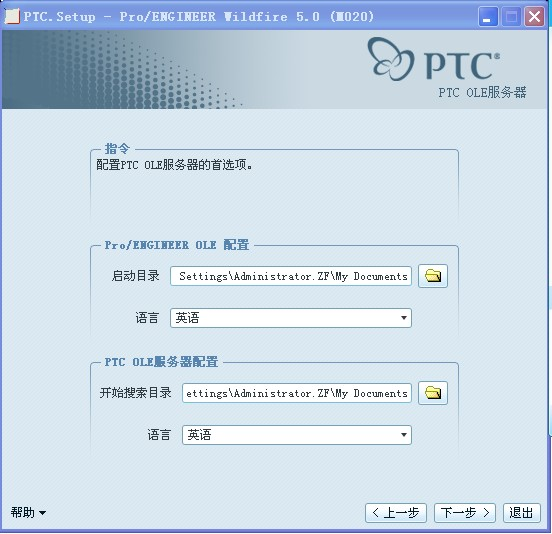 PTC.Setup - Pro/ENGINEER Wildfire 5.0 (M020)
PTC®
PTC OLE服务器
指令
配置PTC OLE服务器的首选项。
Pro/ENGINEER OLE 配置
启动目录 Settings\Administrator.ZF\My Documents
语言 英语
PTC OLE服务器配置
开始搜索目录 ettings\Administrator.ZF\My Documents
语言 英语
帮助 < 上一步 下一步 > 退出